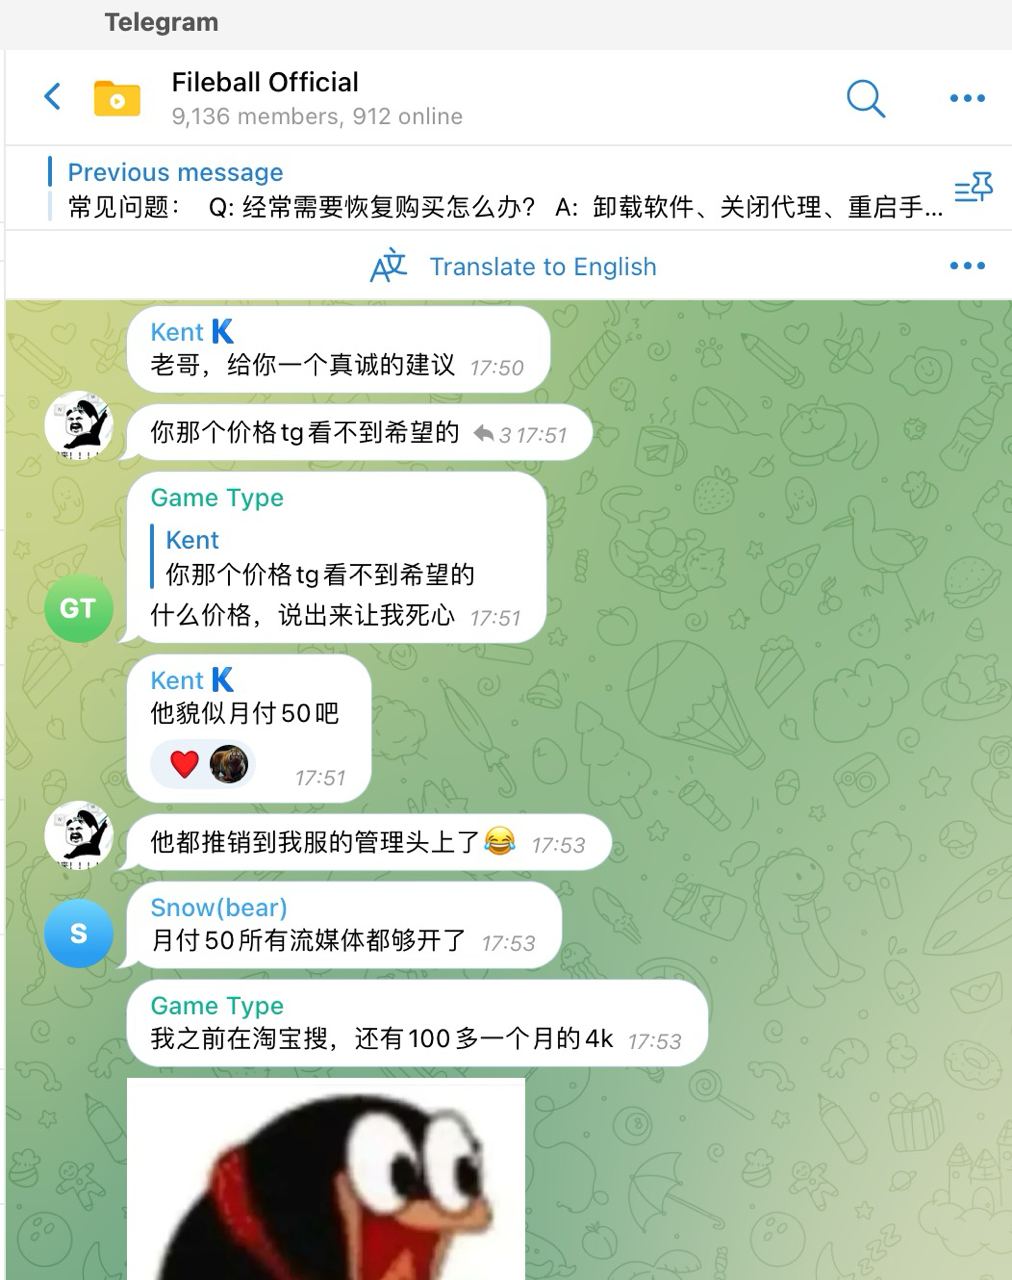 Telegram
Fileball Official
9,136 members, 912 online
Previous message
常见问题： Q: 经常需要恢复购买怎么办? A: 卸载软件、关闭代理、重启手...
Translate to English
Kent K
老哥，给你一个真诚的建议 17:50
你那个价格tg看不到希望的 3 17:51
Game Type
Kent
你那个价格tg看不到希望的
GT
什么价格，说出来让我死心 17:51
Kent K
他貌似月付50吧
❤️ 17:51
他都推销到我服的管理头上了😂 17:53
Snow(bear)
S
月付50所有流媒体都够开了 17:53
Game Type
我之前在淘宝搜，还有100多一个月的4k 17:53